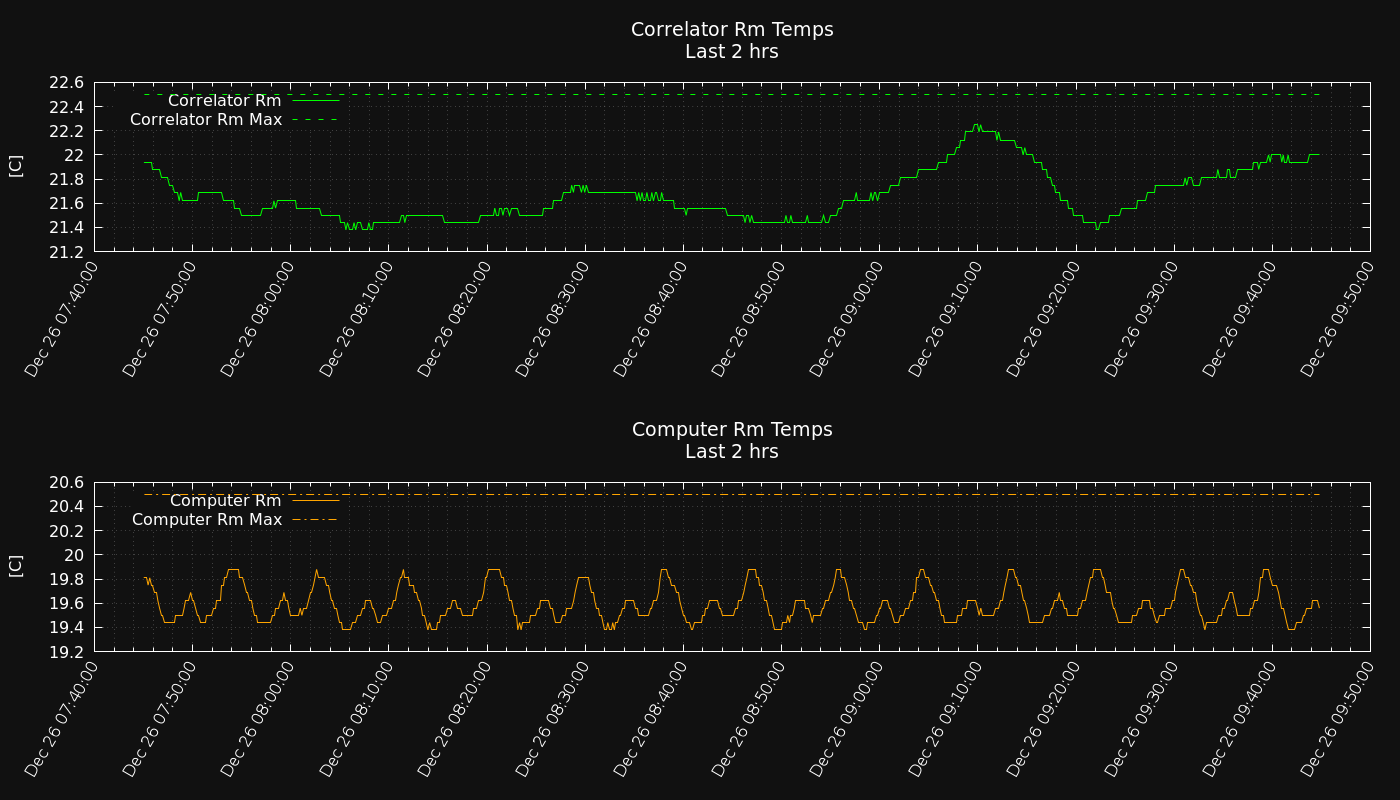 Correlator Rm Temps
Last 2 hrs
22.6
22.4
22.2
22
21.8
21.6
21.4
21.2
[C]
Correlator Rm
Correlator Rm Max
Dec 26 07:40:00
Dec 26 07:50:00
Dec 26 08:00:00
Dec 26 08:10:00
Dec 26 08:20:00
Dec 26 08:30:00
Dec 26 08:40:00
Dec 26 08:50:00
Dec 26 09:00:00
Dec 26 09:10:00
Dec 26 09:20:00
Dec 26 09:30:00
Dec 26 09:40:00
Dec 26 09:50:00
Computer Rm Temps
Last 2 hrs
20.6
20.4
20.2
20
19.8
19.6
19.4
19.2
[C]
Computer Rm
Computer Rm Max
Dec 26 07:40:00
Dec 26 07:50:00
Dec 26 08:00:00
Dec 26 08:10:00
Dec 26 08:20:00
Dec 26 08:30:00
Dec 26 08:40:00
Dec 26 08:50:00
Dec 26 09:00:00
Dec 26 09:10:00
Dec 26 09:20:00
Dec 26 09:30:00
Dec 26 09:40:00
Dec 26 09:50:00